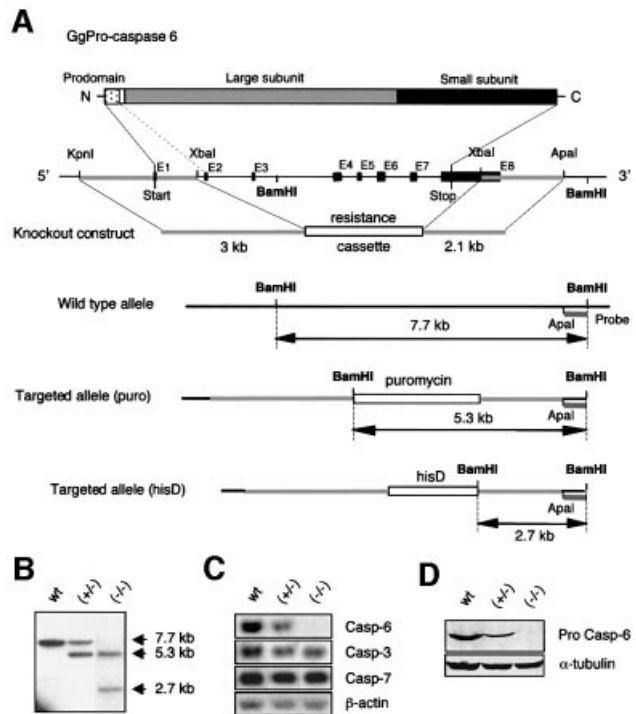 A
GgPro-caspase 6
Prodomain Large subunit Small subunit
N C
KpnI XbaI XbaI ApaI
E1 E2 E3 E4 E5 E6 E7 E8
5' 3'
Start BamHI Stop BamHI
Knockout construct resistance cassette
3 kb 2.1 kb
Wild type allele BamHI BamHI
ApaI Probe
7.7 kb
Targeted allele (puro) BamHI puromycin BamHI
ApaI
5.3 kb
Targeted allele (hisD) hisD BamHI BamHI
ApaI
2.7 kb
B
wt (+/-) (-/-)
7.7 kb
5.3 kb
2.7 kb
C
wt (+/-) (-/-)
Casp-6
Casp-3
Casp-7
β-actin
D
wt (+/-) (-/-)
Pro Casp-6
α-tubulin